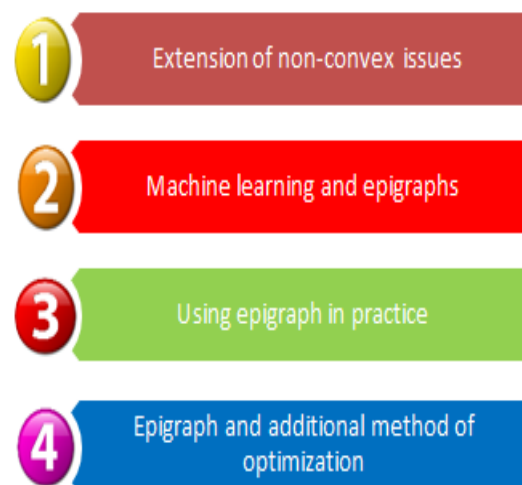 1
Extension of non-convex issues
2
Machine learning and epigraphs
3
Using epigraph in practice
4
Epigraph and additional method of
optimization